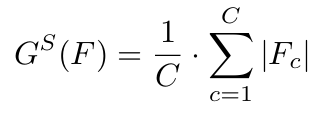 $G^S(F) = \frac{1}{C} \cdot \sum_{c=1}^{C} |F_c|$